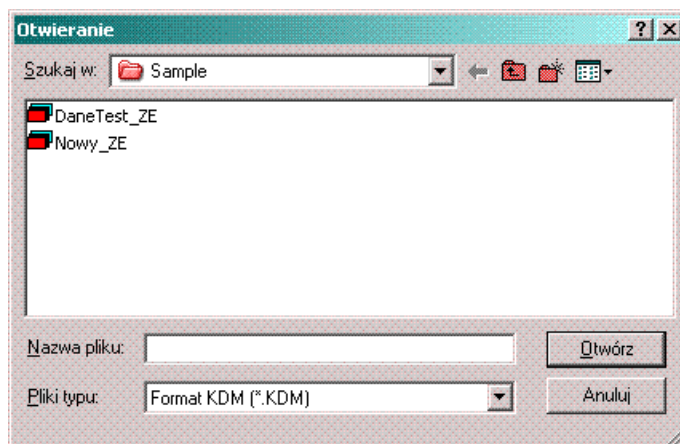 Otwieranie
Szukaj w: Sample
DaneTest_ZE
Nowy_ZE
Nazwa pliku: Otwórz
Pliki typu: Format KDM (*.KDM) Anuluj